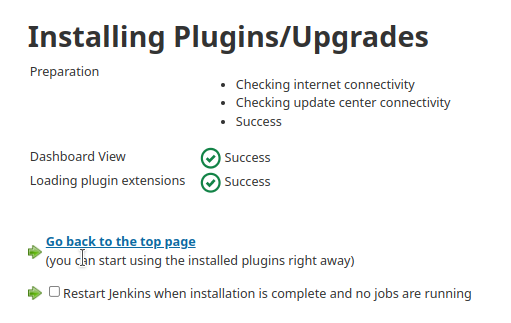 Installing Plugins/Upgrades
Preparation
Checking internet connectivity
Checking update center connectivity
Success
Dashboard View Success
Loading plugin extensions Success
Go back to the top page
(you can start using the installed plugins right away)
Restart Jenkins when installation is complete and no jobs are running